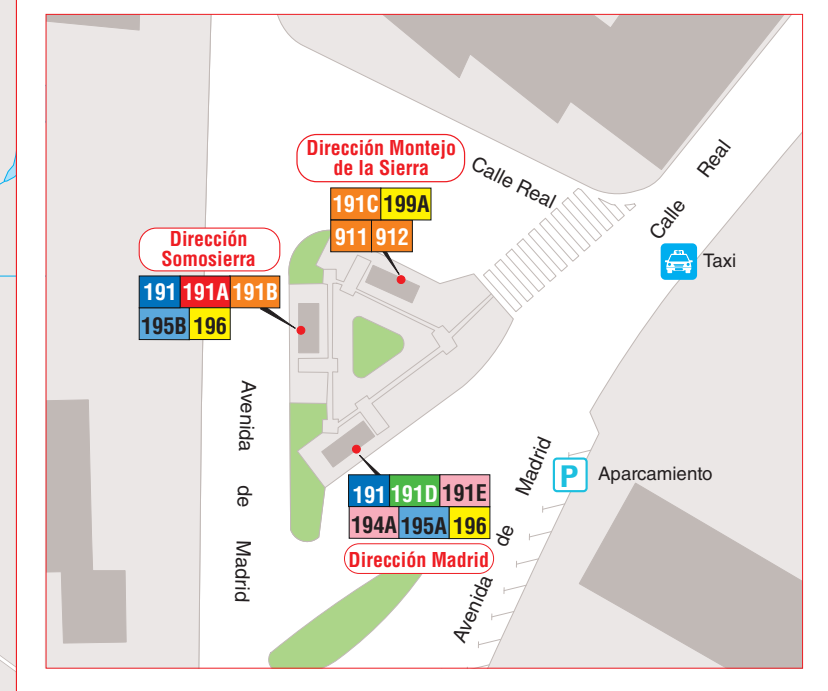 Dirección Montejo
de la Sierra
191C 199A
911 912
Calle Real
Calle Real
Taxi
Dirección
Somosierra
191 191A 191B
195B 196
Avenida de Madrid
191 191D 191E
194A 195A 196
Dirección Madrid
Avenida de Madrid
P Aparcamiento